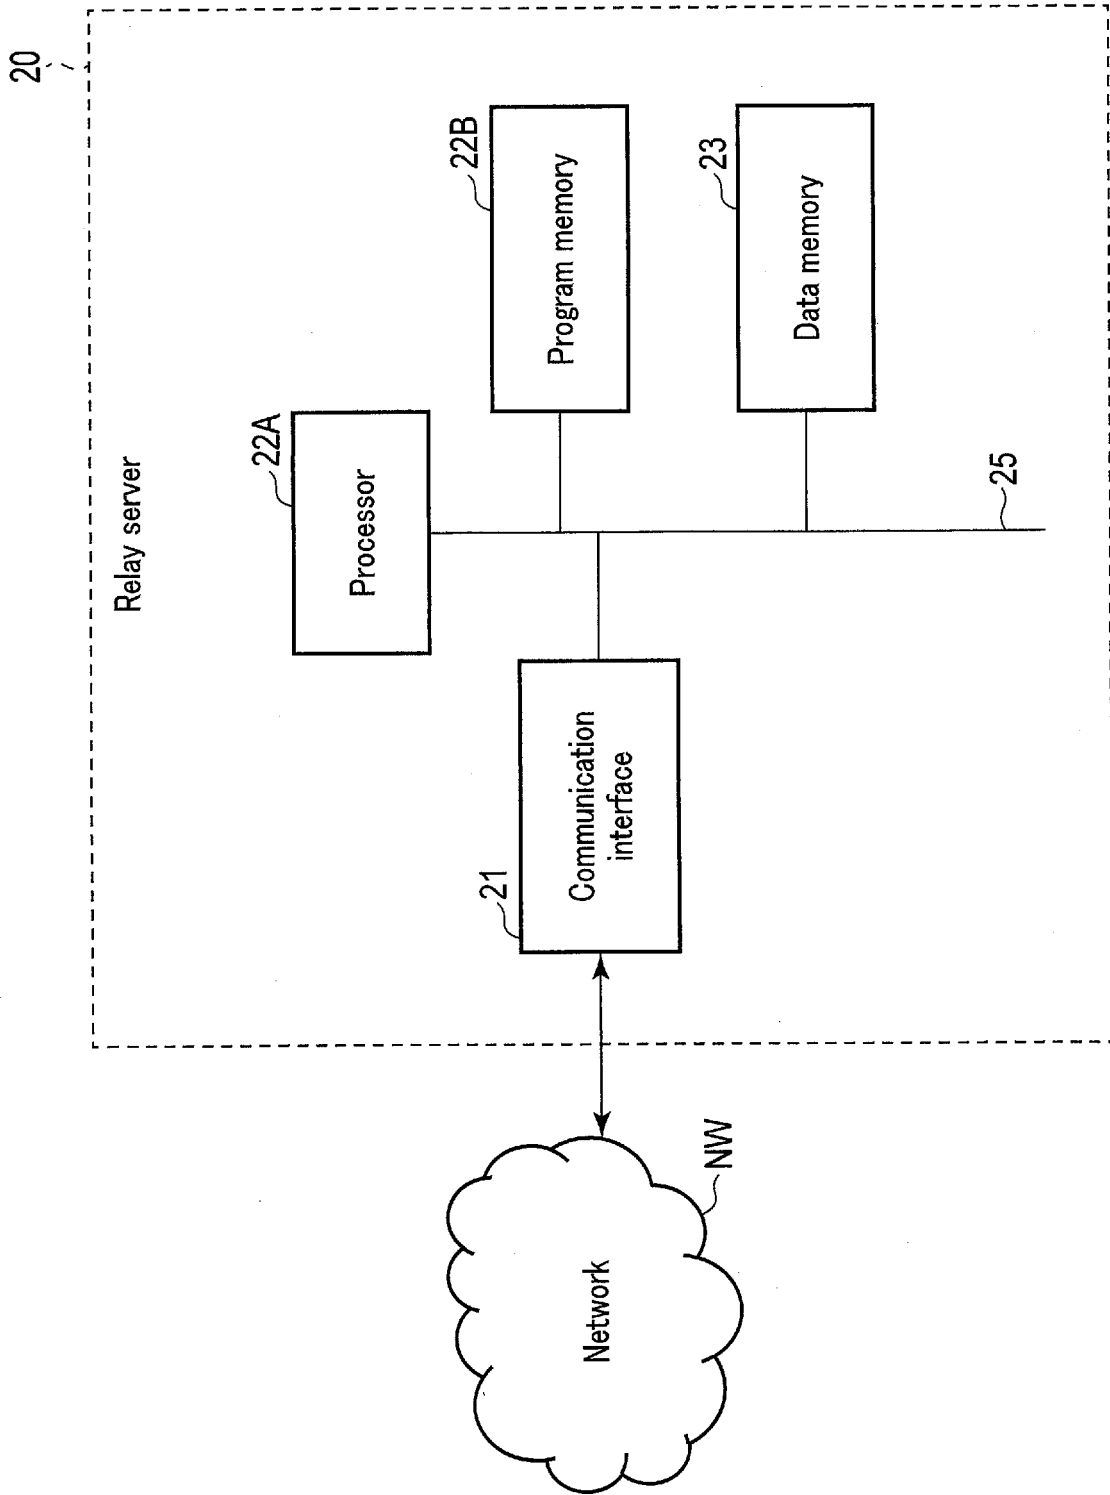 20
Relay server
22A
Processor
22B
Program memory
21
Communication
interface
23
Data memory
25
Network
NW